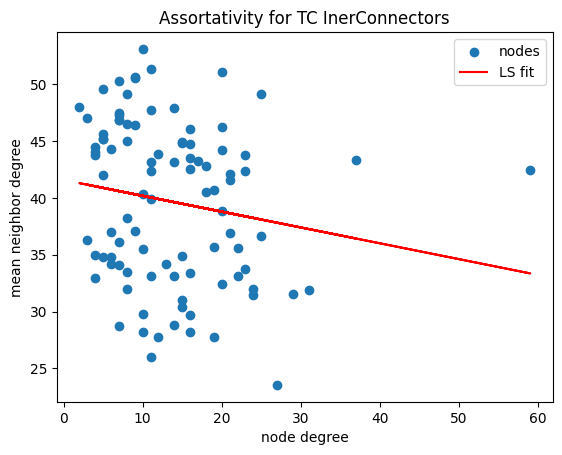 Assortativity for TC InerConnectors
nodes
LS fit
mean neighbor degree
50
45
40
35
30
25
0 10 20 30 40 50 60
node degree